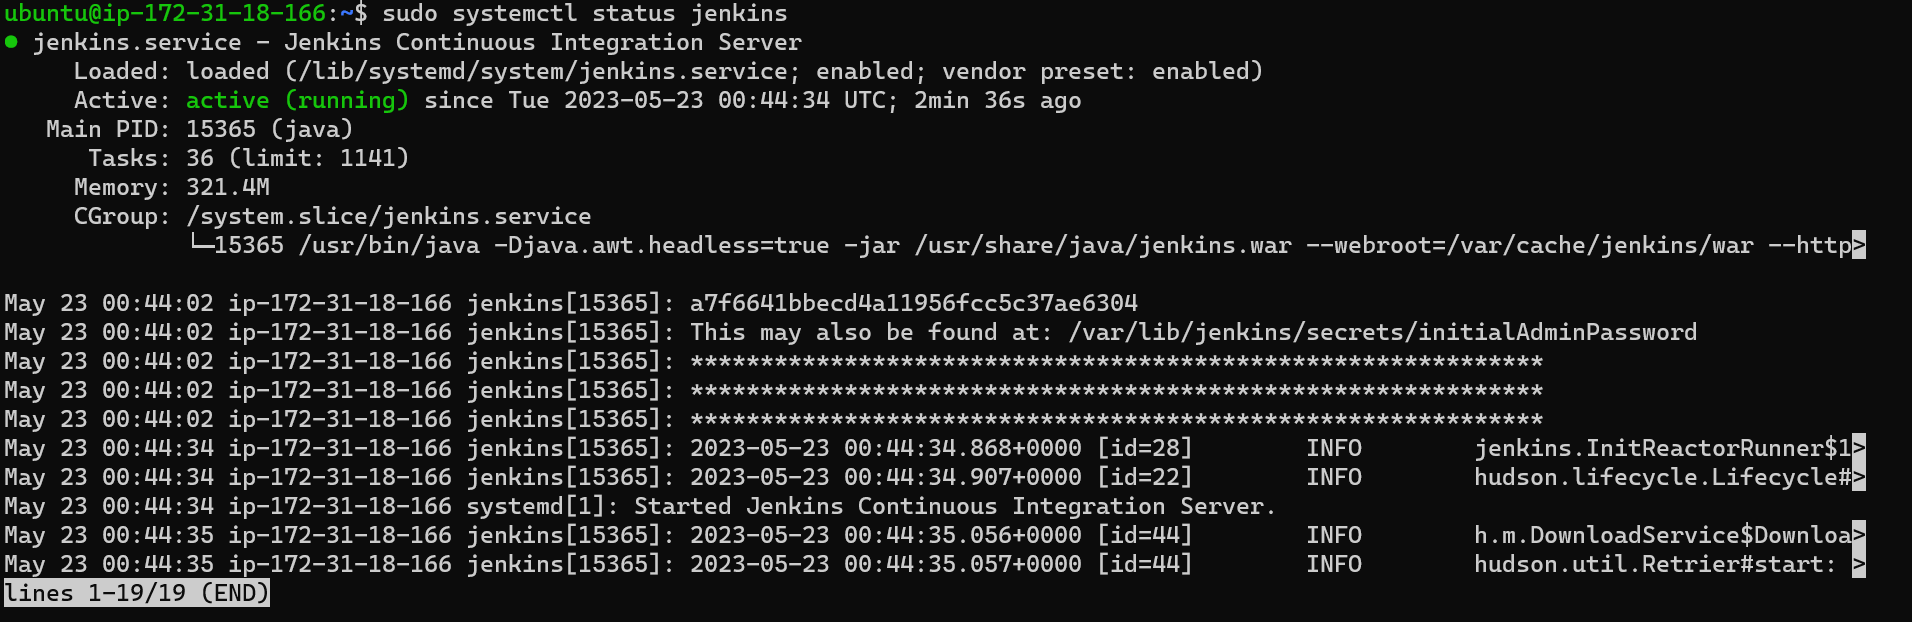 ubuntu@ip-172-31-18-166:~$ sudo systemctl status jenkins
● jenkins.service - Jenkins Continuous Integration Server
     Loaded: loaded (/lib/systemd/system/jenkins.service; enabled; vendor preset: enabled)
     Active: active (running) since Tue 2023-05-23 00:44:34 UTC; 2min 36s ago
   Main PID: 15365 (java)
      Tasks: 36 (limit: 1141)
     Memory: 321.4M
     CGroup: /system.slice/jenkins.service
             └─15365 /usr/bin/java -Djava.awt.headless=true -jar /usr/share/java/jenkins.war --webroot=/var/cache/jenkins/war --http>
May 23 00:44:02 ip-172-31-18-166 jenkins[15365]: a7f6641bbecd4a11956fcc5c37ae6304
May 23 00:44:02 ip-172-31-18-166 jenkins[15365]: This may also be found at: /var/lib/jenkins/secrets/initialAdminPassword
May 23 00:44:02 ip-172-31-18-166 jenkins[15365]: *************************************************************
May 23 00:44:02 ip-172-31-18-166 jenkins[15365]: *************************************************************
May 23 00:44:02 ip-172-31-18-166 jenkins[15365]: *************************************************************
May 23 00:44:34 ip-172-31-18-166 jenkins[15365]: 2023-05-23 00:44:34.868+0000 [id=28]        INFO        jenkins.InitReactorRunner$1>
May 23 00:44:34 ip-172-31-18-166 jenkins[15365]: 2023-05-23 00:44:34.907+0000 [id=22]        INFO        hudson.lifecycle.Lifecycle#>
May 23 00:44:34 ip-172-31-18-166 systemd[1]: Started Jenkins Continuous Integration Server.
May 23 00:44:35 ip-172-31-18-166 jenkins[15365]: 2023-05-23 00:44:35.056+0000 [id=44]        INFO        h.m.DownloadService$Downloa>
May 23 00:44:35 ip-172-31-18-166 jenkins[15365]: 2023-05-23 00:44:35.057+0000 [id=44]        INFO        hudson.util.Retrier#start: >
lines 1-19/19 (END)